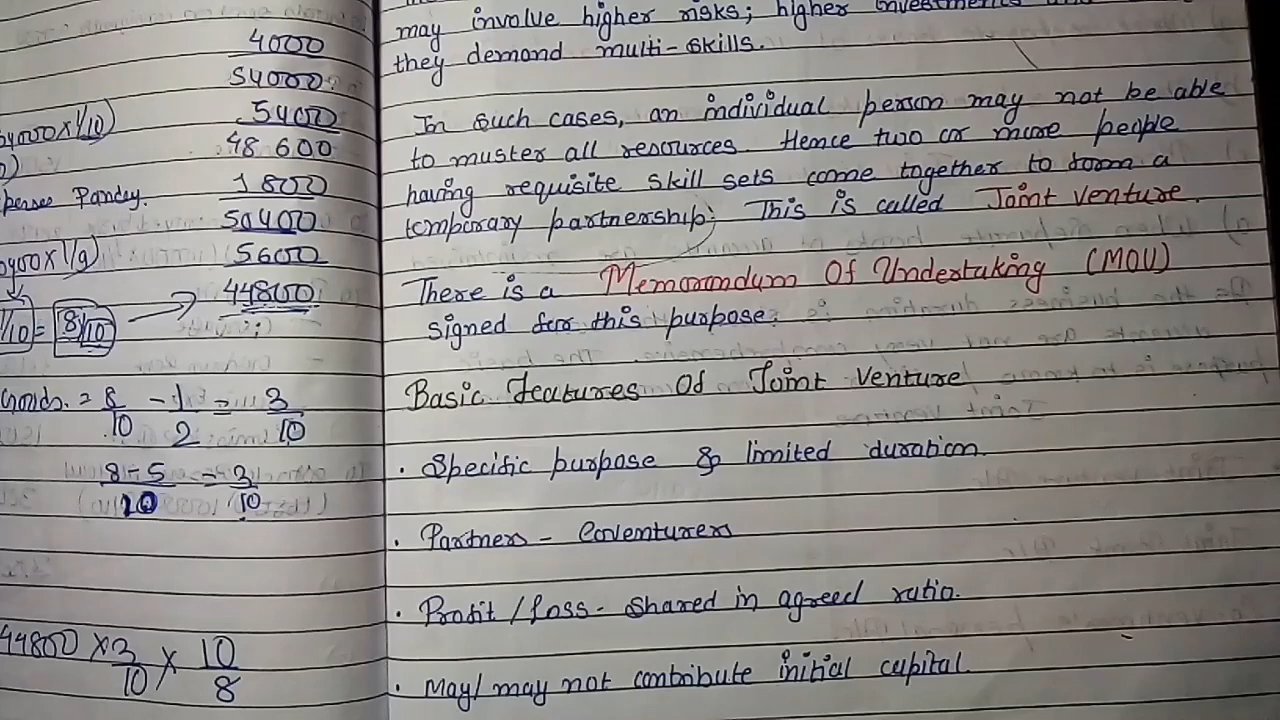 4000
54000
5400
48600
1800
50400
5600
44800
8/10
Goods. = 8/10 - 1/2 = 3/10
8-5/10 = 3/10
44800 × 3/10 × 10/8
may involve higher risks; higher investments
they demand multi-skills.
In such cases, an individual person may not be able
to muster all resources. Hence two or more people
having requisite skill sets come together to form a
temporary partnership; This is called Joint Venture.
There is a Memorandum Of Undertaking (MOU)
signed for this purpose.
Basic features Of Joint Venture
· Specific purpose & limited duration.
· Partners - Coventurers
· Profit/Loss - Shared in agreed ratio.
· May/may not contribute initial capital.